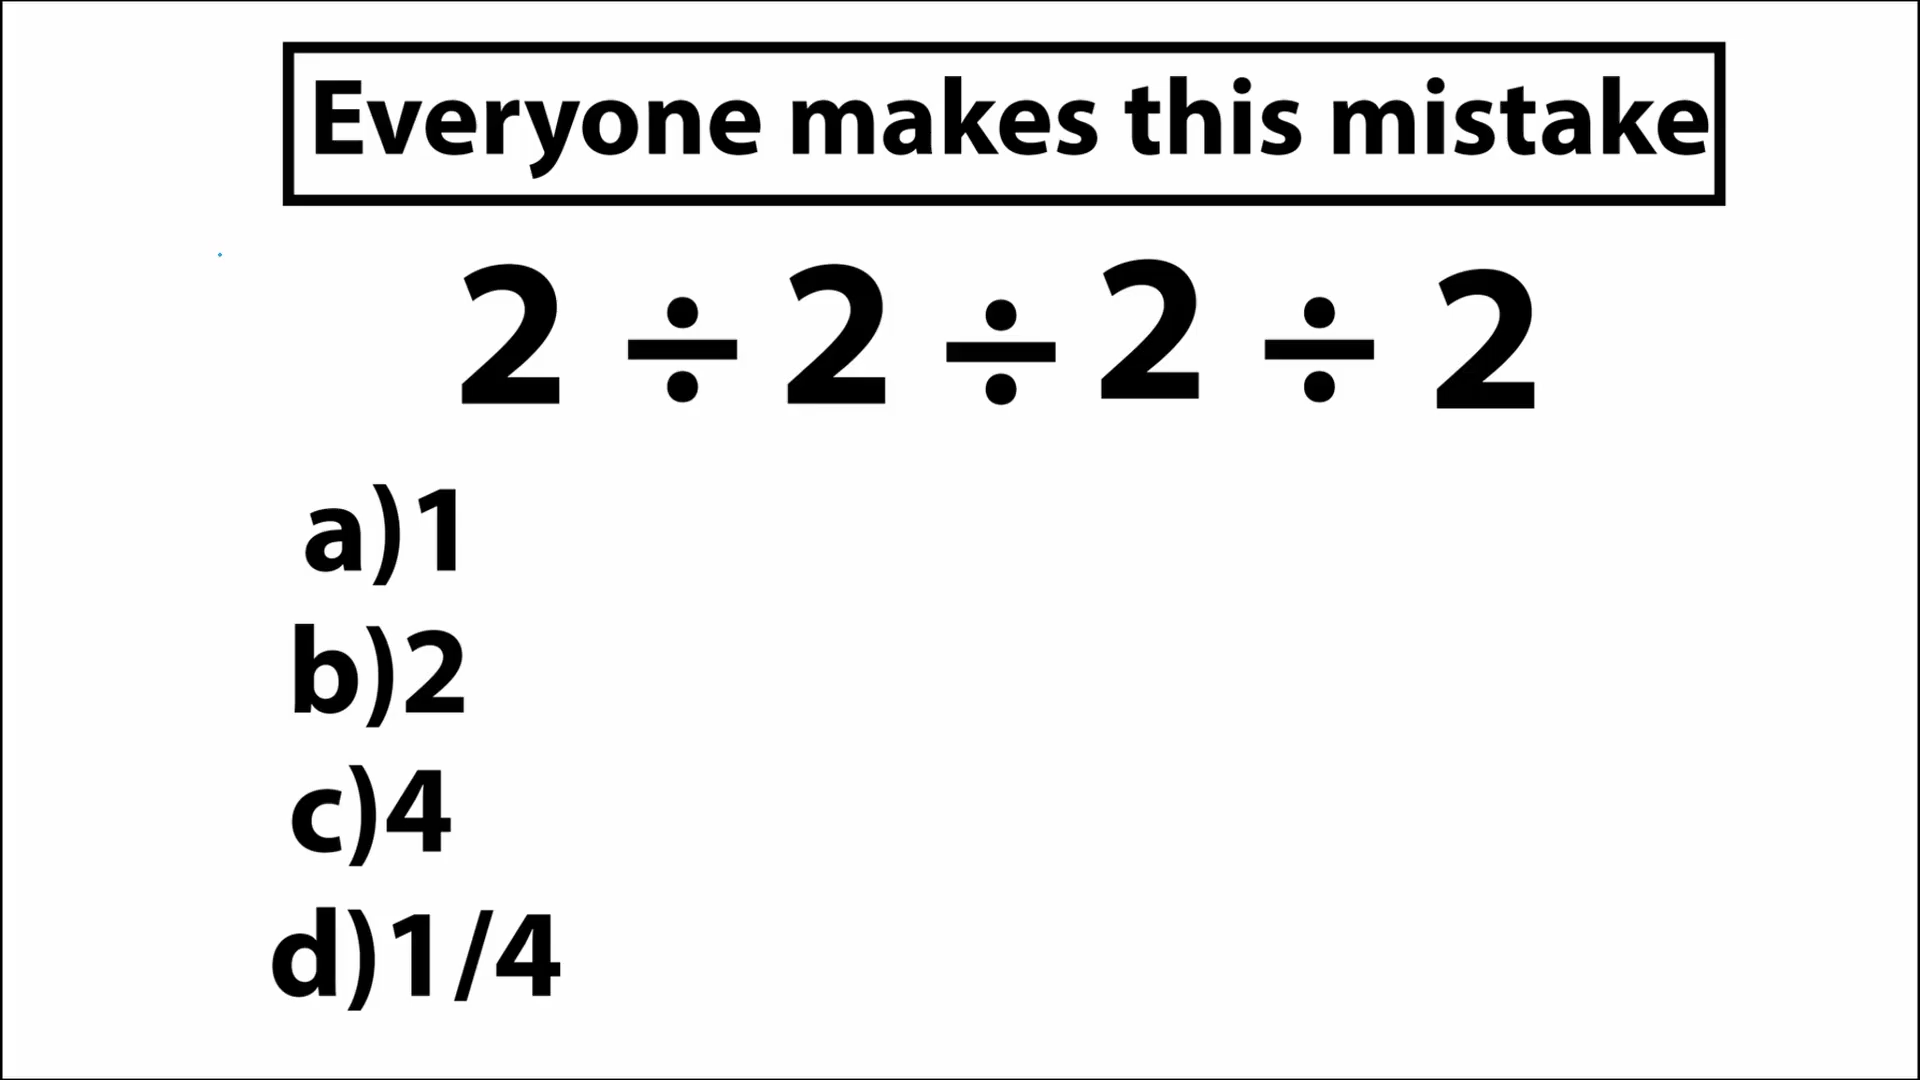 Everyone makes this mistake
2 ÷ 2 ÷ 2 ÷ 2
a)1
b)2
c)4
d)1/4